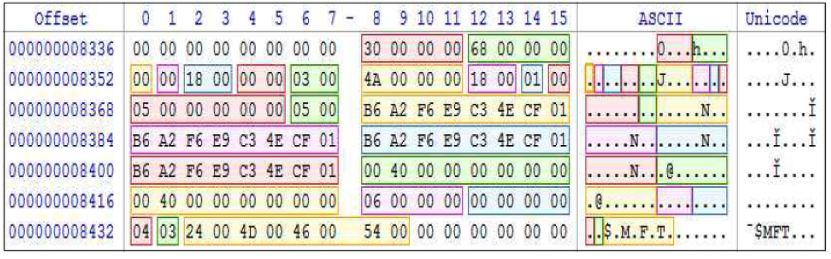 Offset 0 1 2 3 4 5 6 7 - 8 9 10 11 12 13 14 15 ASCII Unicode
000000008336 00 00 00 00 00 00 00 00 30 00 00 00 68 00 00 00 ........0...h... ....0.h.
000000008352 00 00 18 00 00 00 03 00 4A 00 00 00 18 00 01 00 ........J....... ....J...
000000008368 05 00 00 00 00 00 05 00 B6 A2 F6 E9 C3 4E CF 01 .............N.. .......Ǐ
000000008384 B6 A2 F6 E9 C3 4E CF 01 B6 A2 F6 E9 C3 4E CF 01 .....N.......N.. ...Ǐ...Ǐ
000000008400 B6 A2 F6 E9 C3 4E CF 01 00 40 00 00 00 00 00 00 .....N...@...... ...Ǐ....
000000008416 00 40 00 00 00 00 00 00 06 00 00 00 00 00 00 00 .@.............. ........
000000008432 04 03 24 00 4D 00 46 00 54 00 00 00 00 00 00 00 ..$.M.F.T....... ˉ$MFT...